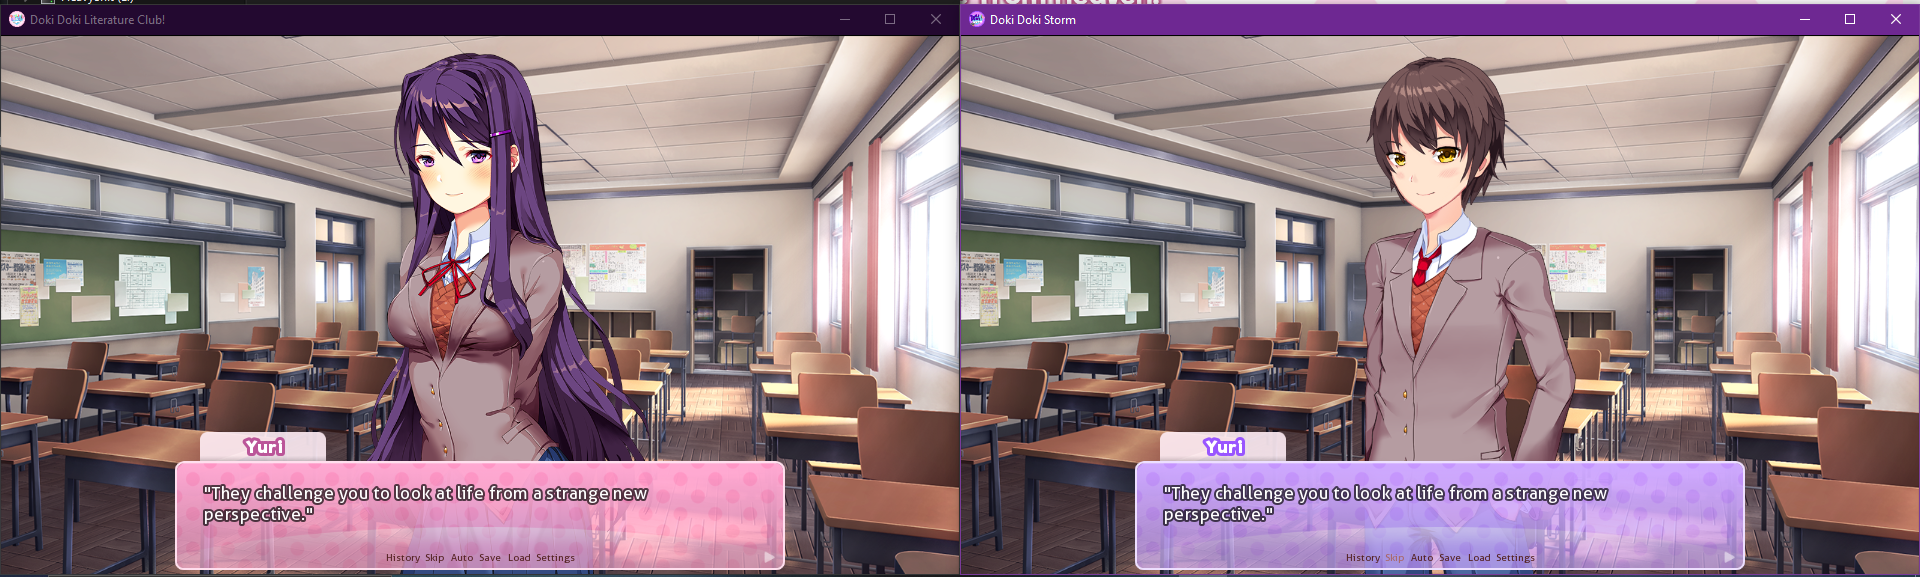 Doki Doki Literature Club!
Yuri
"They challenge you to look at life from a strange new
perspective."
History Skip Auto Save Load Settings
Doki Doki Storm
Yuri
"They challenge you to look at life from a strange new
perspective."
History Skip Auto Save Load Settings